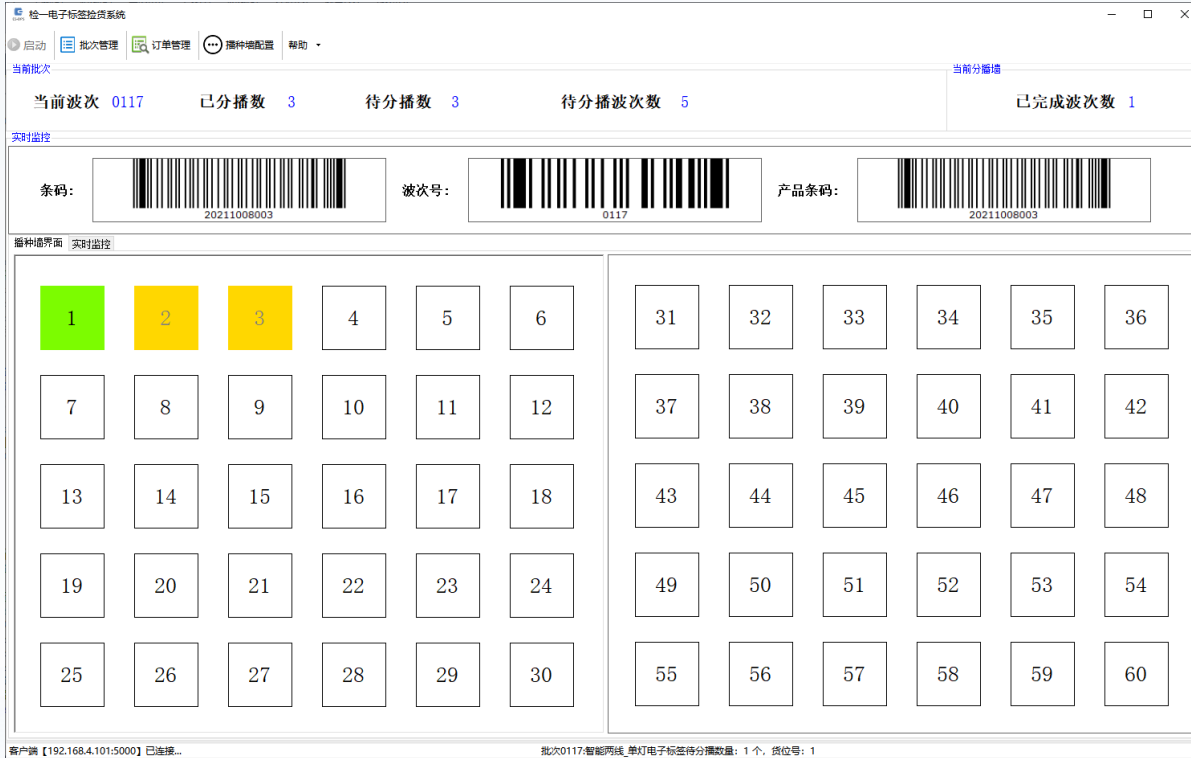 检一电子标签捡货系统
启动 批次管理 订单管理 播种墙配置 帮助
当前批次 当前分播墙
当前波次 0117 已分播数 3 待分播数 3 待分播波次数 5 已完成波次数 1
实时监控
条码: 20211008003 波次号: 0117 产品条码: 20211008003
播种墙界面 实时监控
1 2 3 4 5 6 31 32 33 34 35 36
7 8 9 10 11 12 37 38 39 40 41 42
13 14 15 16 17 18 43 44 45 46 47 48
19 20 21 22 23 24 49 50 51 52 53 54
25 26 27 28 29 30 55 56 57 58 59 60
客户端【192.168.4.101:5000】已连接... 批次0117:智能两线_单灯电子标签待分播数量: 1 个, 货位号: 1